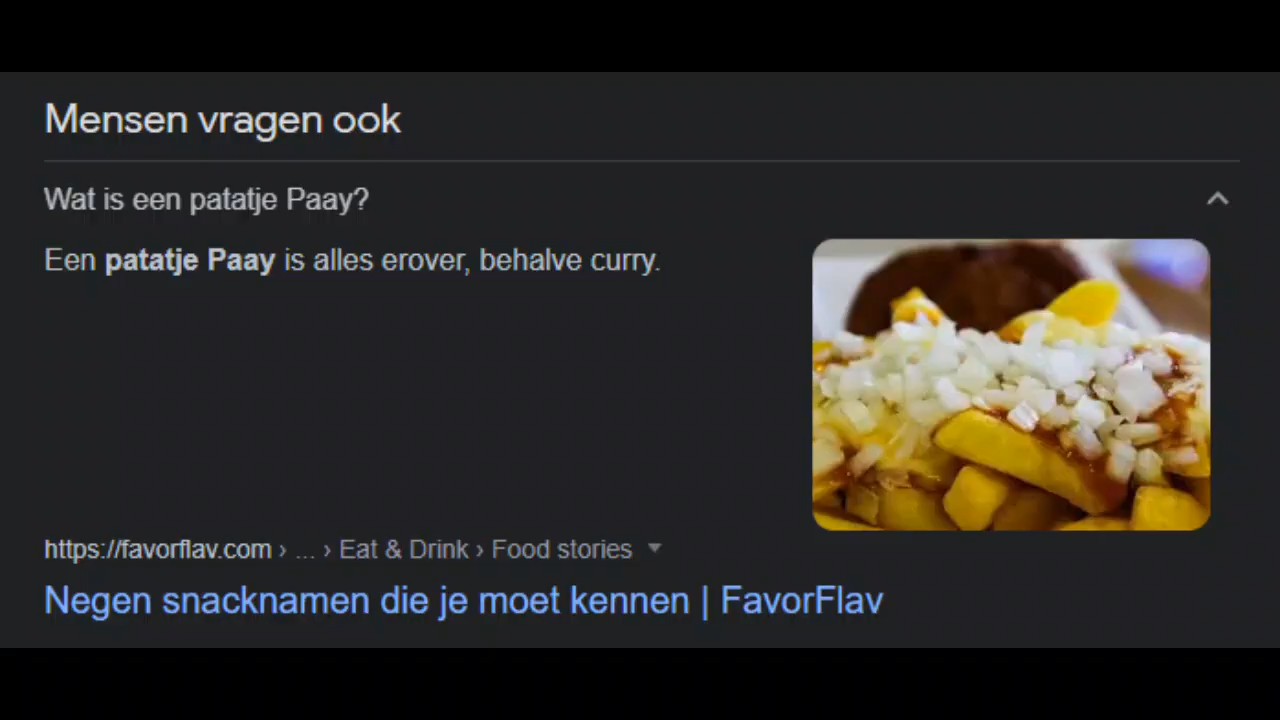 Mensen vragen ook
Wat is een patatje Paay?
Een patatje Paay is alles erover, behalve curry.
https://favorflav.com › ... › Eat & Drink › Food stories
Negen snacknamen die je moet kennen | FavorFlav